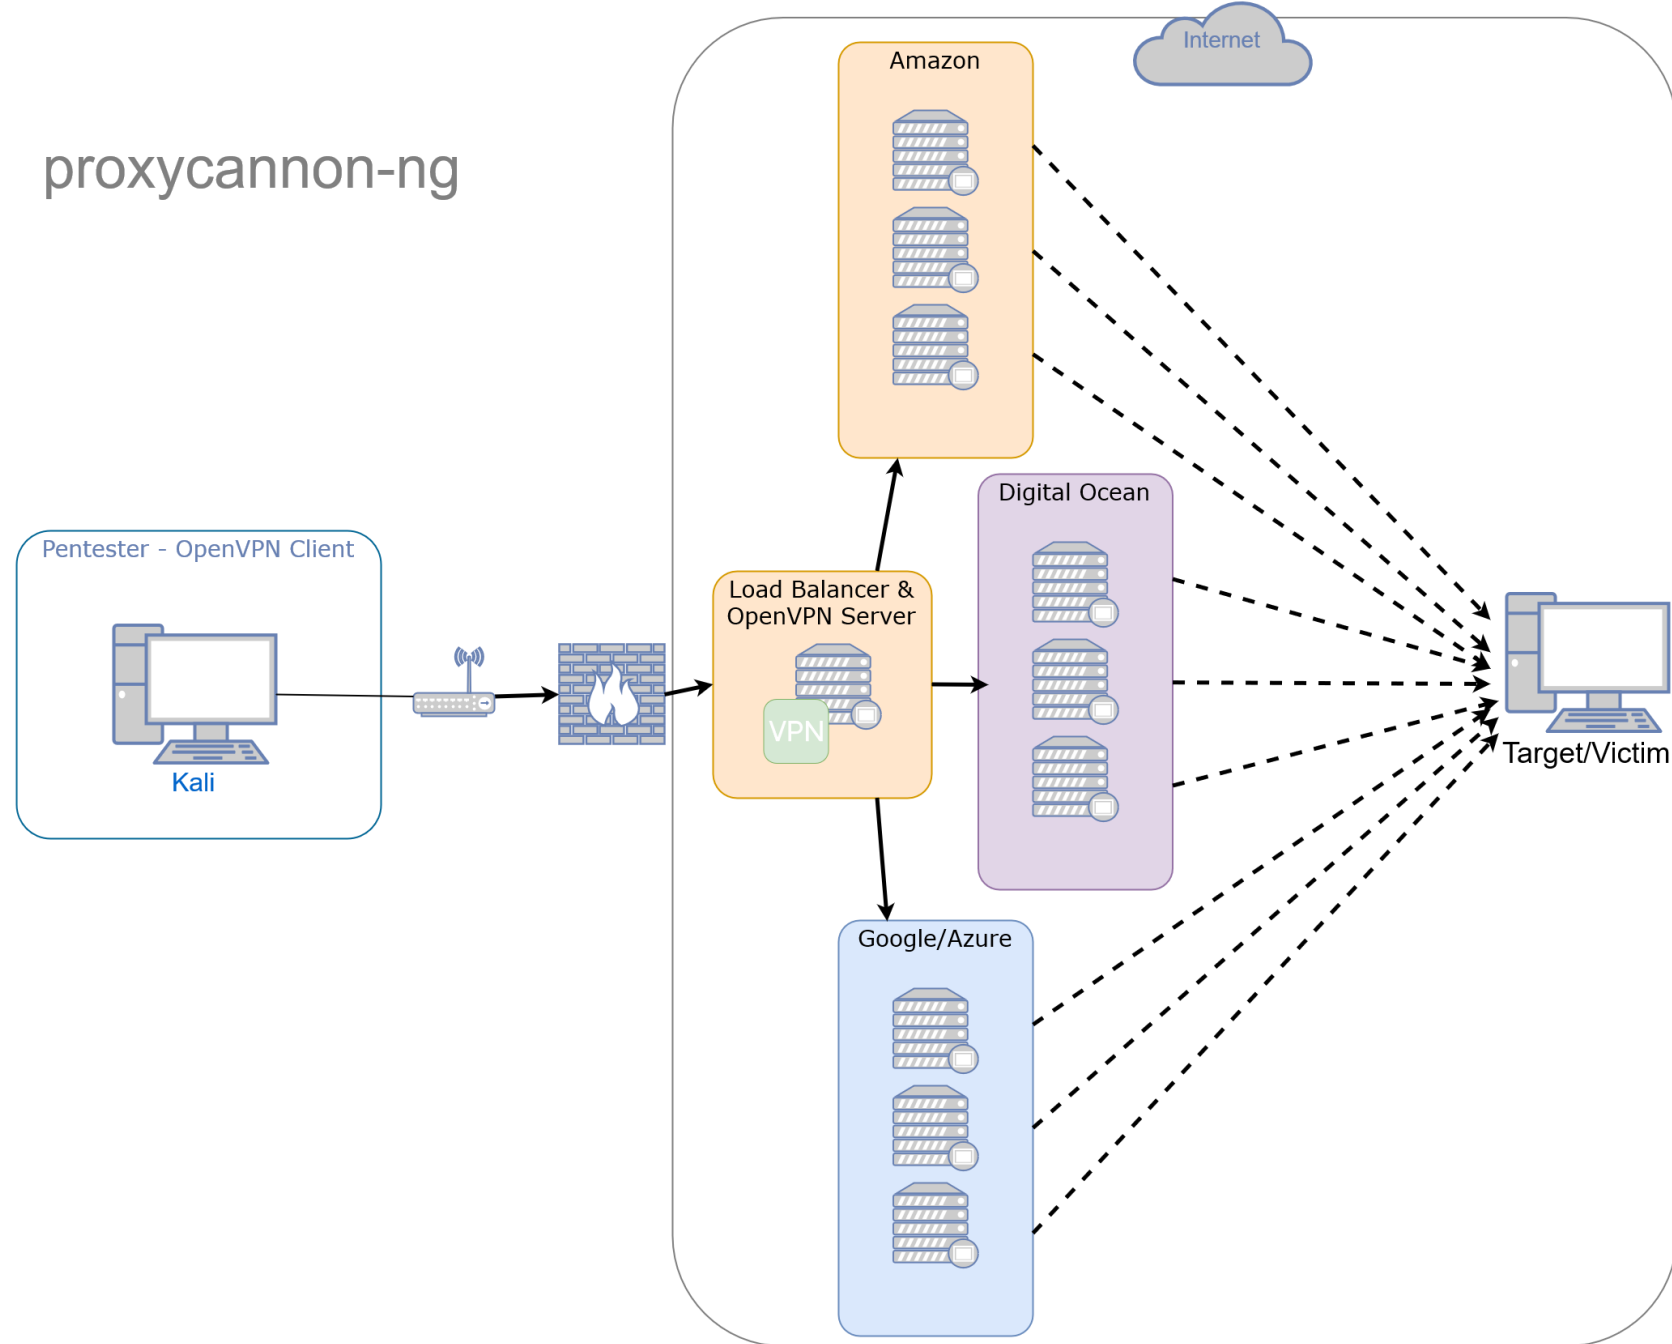 Internet
Amazon
proxycannon-ng
Digital Ocean
Pentester - OpenVPN Client
Load Balancer &
OpenVPN Server
VPN
Kali
Target/Victim
Google/Azure